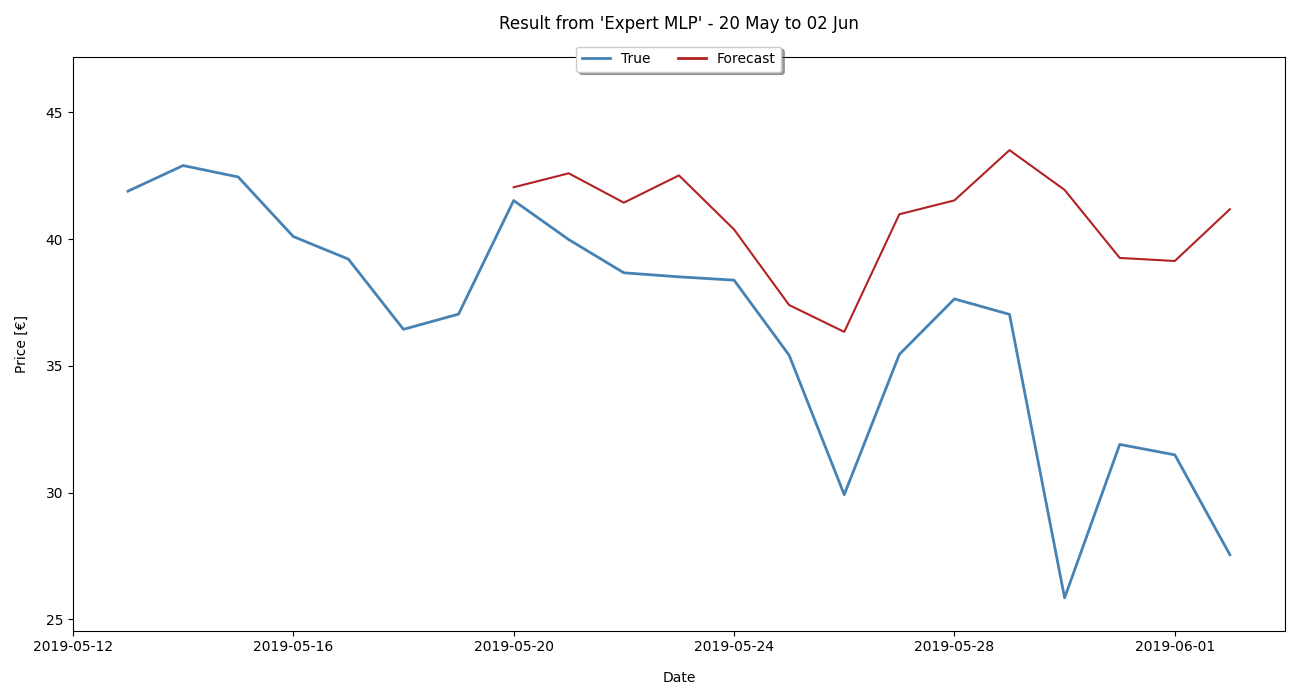 Result from 'Expert MLP' - 20 May to 02 Jun
True Forecast
45
40
35
30
25
Price [€]
2019-05-12 2019-05-16 2019-05-20 2019-05-24 2019-05-28 2019-06-01
Date